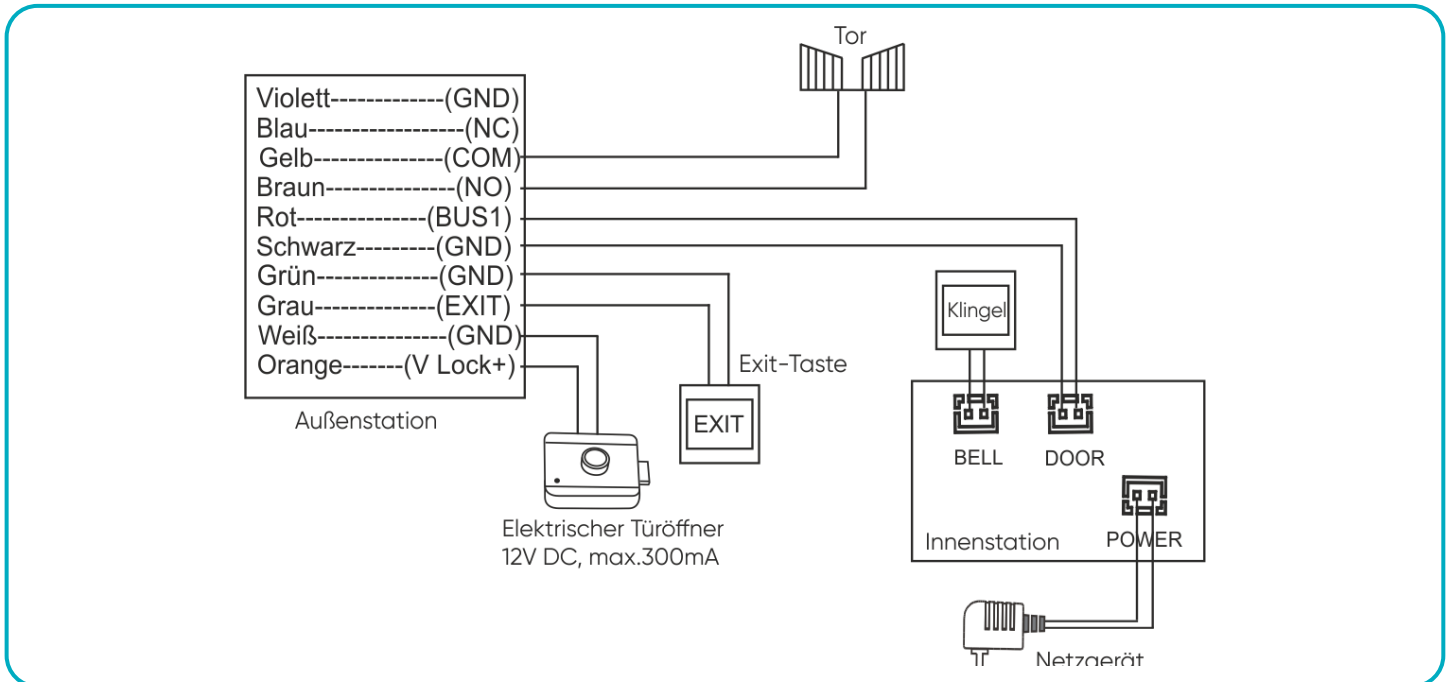 Tor
Violett-------------(GND)
Blau------------------(NC)
Gelb---------------(COM)
Braun---------------(NO)
Rot---------------(BUS1)
Schwarz---------(GND)
Grün--------------(GND)
Grau--------------(EXIT)
Weiß---------------(GND)
Orange-------(V Lock+)
Außenstation
Exit-Taste
EXIT
Elektrischer Türöffner
12V DC, max.300mA
Klingel
BELL
DOOR
Innenstation
POWER
Netzgerät